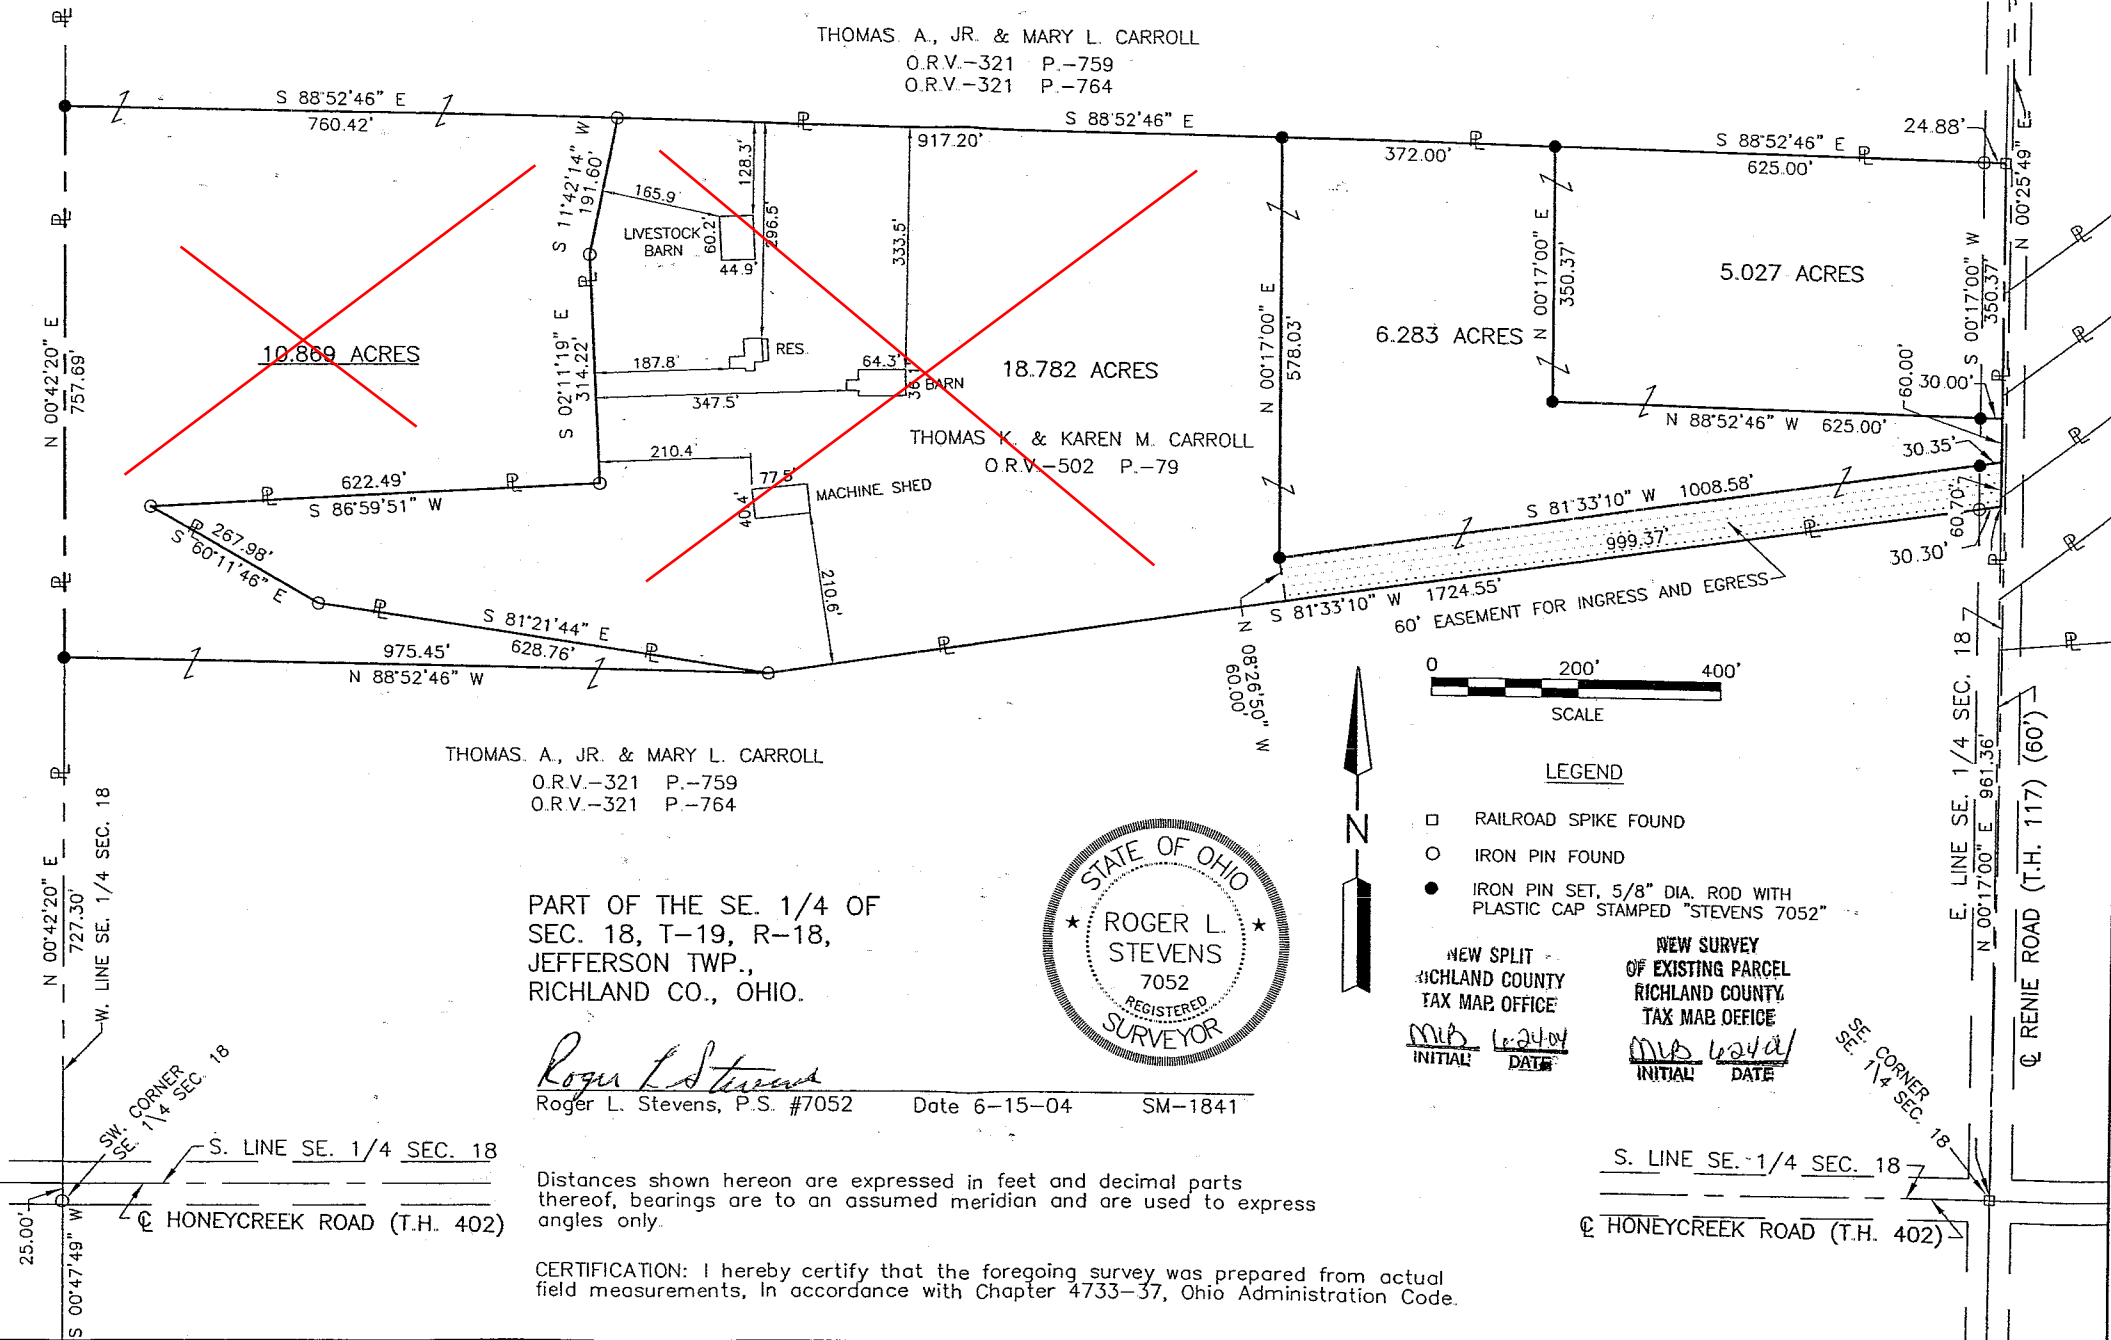 THOMAS A., JR. & MARY L. CARROLL
O.R.V.-321 P.-759
O.R.V.-321 P.-764
S 88°52'46" E
760.42'
S 88°52'46" E
917.20'
372.00'
S 88°52'46" E
625.00'
24.88'
N 00°25'49" E
S 11°42'14" W
191.60'
165.9'
128.3'
296.5'
333.5'
LIVESTOCK
BARN
60.2'
44.9'
N 00°42'20" E
757.69'
10.869 ACRES
S 02°11'19" E
314.22'
187.8'
RES.
64.3'
BARN
347.5'
18.782 ACRES
N 00°17'00" E
578.03'
6.283 ACRES
N 00°17'00" E
350.37'
5.027 ACRES
S 00°17'00" W
350.37'
60.00'
30.00'
N 88°52'46" W 625.00'
30.35'
THOMAS K. & KAREN M. CARROLL
O.R.V.-502 P.-79
210.4'
77.5'
40.4'
MACHINE SHED
210.6'
622.49'
S 86°59'51" W
267.98'
S 60°11'46" E
S 81°21'44" E
628.76'
975.45'
N 88°52'46" W
S 81°33'10" W 1008.58'
999.37'
60.70'
30.30'
S 81°33'10" W 1724.55'
60' EASEMENT FOR INGRESS AND EGRESS
N 08°26'50" W
60.00'
0 200' 400'
SCALE
THOMAS A., JR. & MARY L. CARROLL
O.R.V.-321 P.-759
O.R.V.-321 P.-764
N 00°42'20" E
727.30'
W. LINE SE. 1/4 SEC. 18
PART OF THE SE. 1/4 OF
SEC. 18, T-19, R-18,
JEFFERSON TWP.,
RICHLAND CO., OHIO.
STATE OF OHIO
ROGER L.
STEVENS
7052
REGISTERED
SURVEYOR
N
LEGEND
RAILROAD SPIKE FOUND
IRON PIN FOUND
IRON PIN SET, 5/8" DIA. ROD WITH
PLASTIC CAP STAMPED "STEVENS 7052"
NEW SPLIT
RICHLAND COUNTY
TAX MAP OFFICE
MLB 6-24-04
INITIAL DATE
NEW SURVEY
OF EXISTING PARCEL
RICHLAND COUNTY
TAX MAP OFFICE
MLB
INITIAL DATE
E. LINE SE. 1/4 SEC. 18
N 00°17'00" E 961.36'
℄ RENIE ROAD (T.H. 117) (60')
Roger L Stevens
Roger L. Stevens, P.S. #7052 Date 6-15-04 SM-1841
SW. CORNER
SE. 1/4 SEC. 18
S. LINE SE. 1/4 SEC. 18
℄ HONEYCREEK ROAD (T.H. 402)
25.00'
S 00°47'49" W
SE. CORNER
SE. 1/4 SEC. 18
S. LINE SE. 1/4 SEC. 18
℄ HONEYCREEK ROAD (T.H. 402)
Distances shown hereon are expressed in feet and decimal parts
thereof, bearings are to an assumed meridian and are used to express
angles only.
CERTIFICATION: I hereby certify that the foregoing survey was prepared from actual
field measurements, In accordance with Chapter 4733-37, Ohio Administration Code.